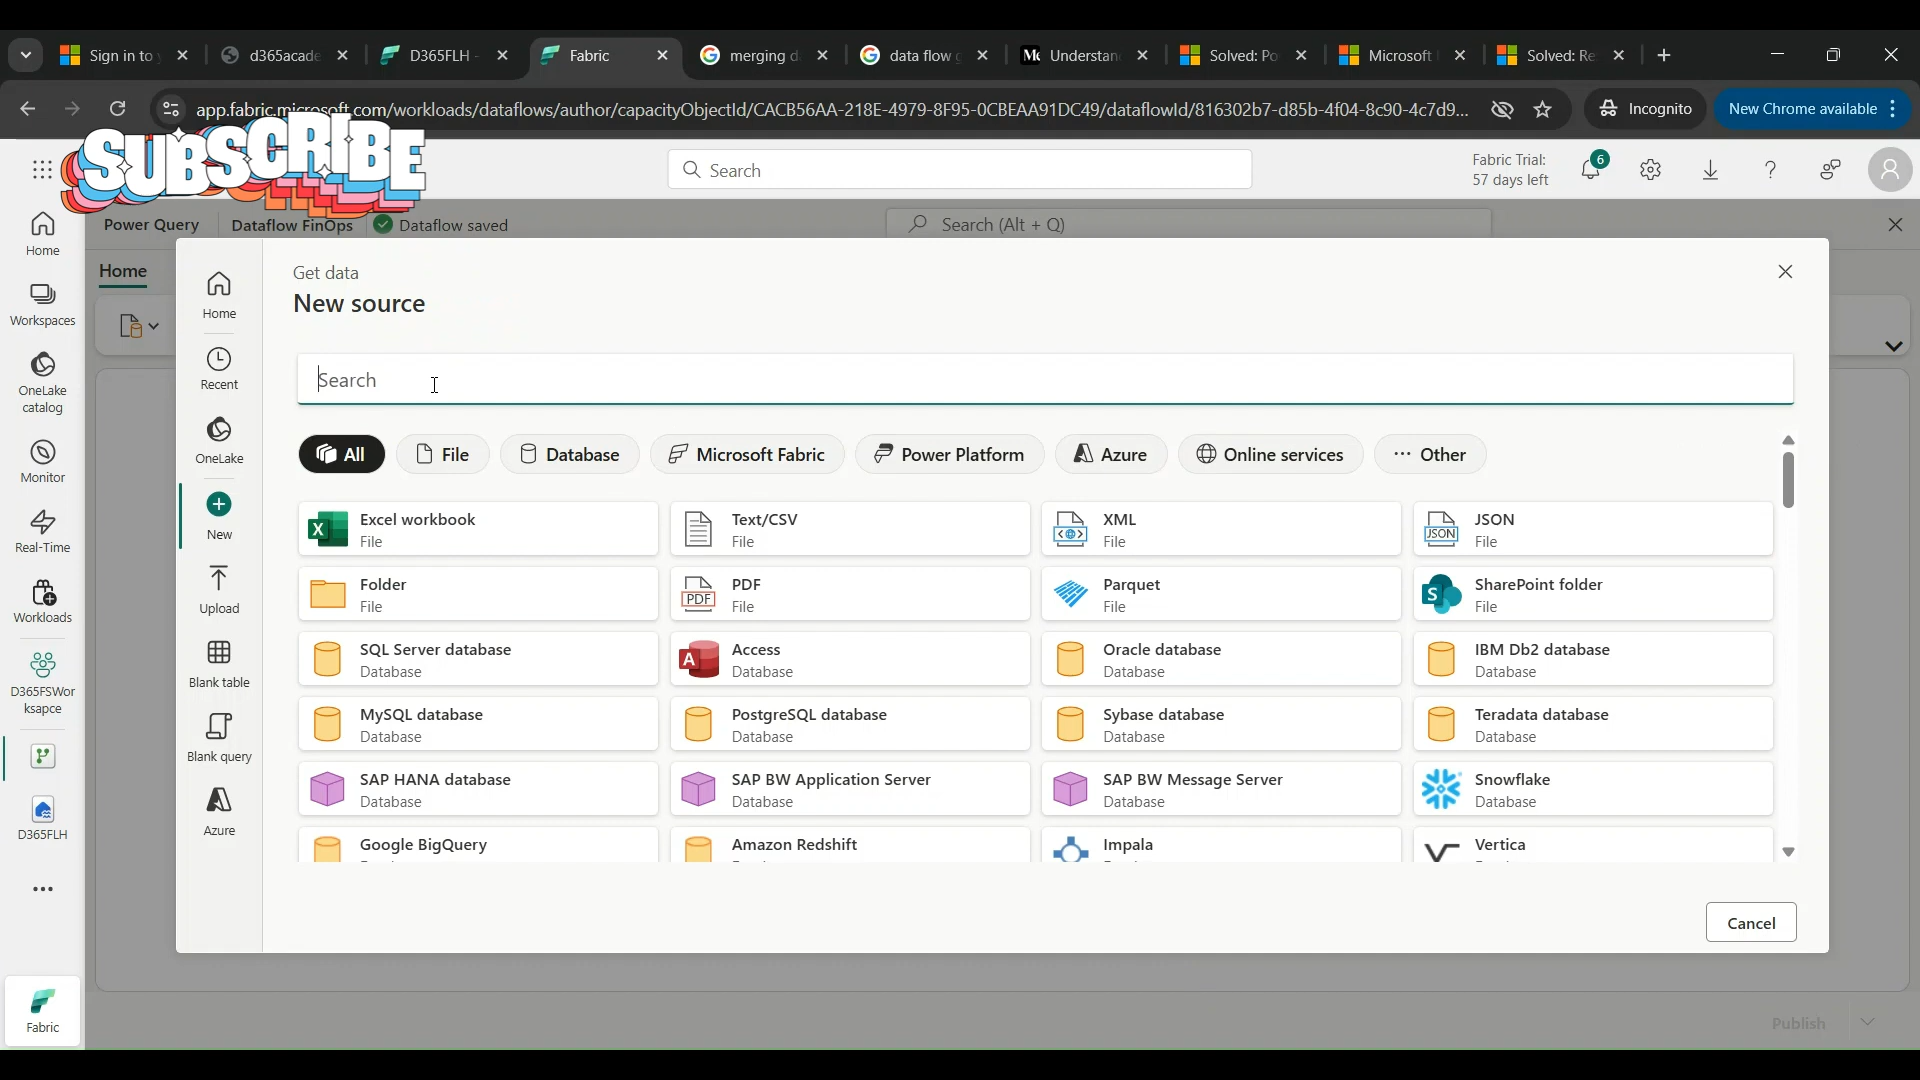 Sign in to
d365acade
D365FLH -
Fabric
merging d
data flow g
Understan
Solved: Po
Microsoft
Solved: Re
app.fabric.microsoft.com/workloads/dataflows/author/capacityObjectId/CACB56AA-218E-4979-8F95-0CBEAA91DC49/dataflowId/816302b7-d85b-4f04-8c90-4c7d9...
Incognito
New Chrome available
SUBSCRIBE
Search
Fabric Trial:
57 days left
6
Power Query
Dataflow FinOps
Dataflow saved
Search (Alt + Q)
Home
Workspaces
OneLake
catalog
Monitor
Real-Time
Workloads
D365FSWor
ksapce
D365FLH
Fabric
Home
Home
Recent
OneLake
New
Upload
Blank table
Blank query
Azure
Get data
New source
Search
All
File
Database
Microsoft Fabric
Power Platform
Azure
Online services
Other
Excel workbook
File
Text/CSV
File
XML
File
JSON
JSON
File
Folder
File
PDF
PDF
File
Parquet
File
SharePoint folder
File
SQL Server database
Database
Access
Database
Oracle database
Database
IBM Db2 database
Database
MySQL database
Database
PostgreSQL database
Database
Sybase database
Database
Teradata database
Database
SAP HANA database
Database
SAP BW Application Server
Database
SAP BW Message Server
Database
Snowflake
Database
Google BigQuery
Amazon Redshift
Impala
Vertica
Cancel
Publish